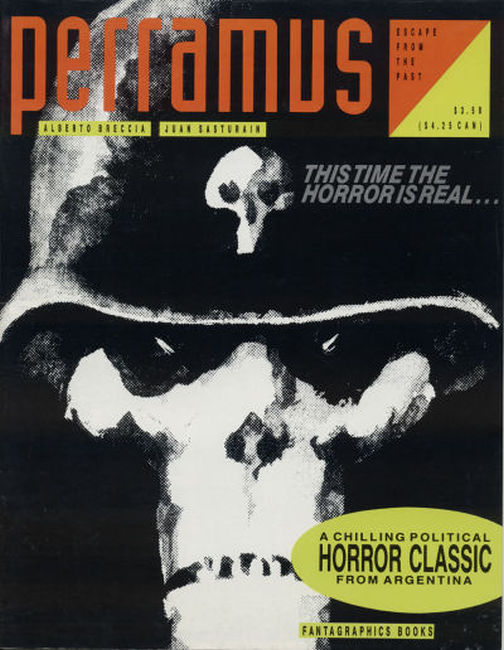 perramus
ESCAPE
FROM
THE
PAST
$3.50
($4.25 CAN)
ALBERTO BRECCIA JUAN SASTURAIN
THIS TIME THE
HORROR IS REAL...
A CHILLING POLITICAL
HORROR CLASSIC
FROM ARGENTINA
FANTAGRAPHICS BOOKS